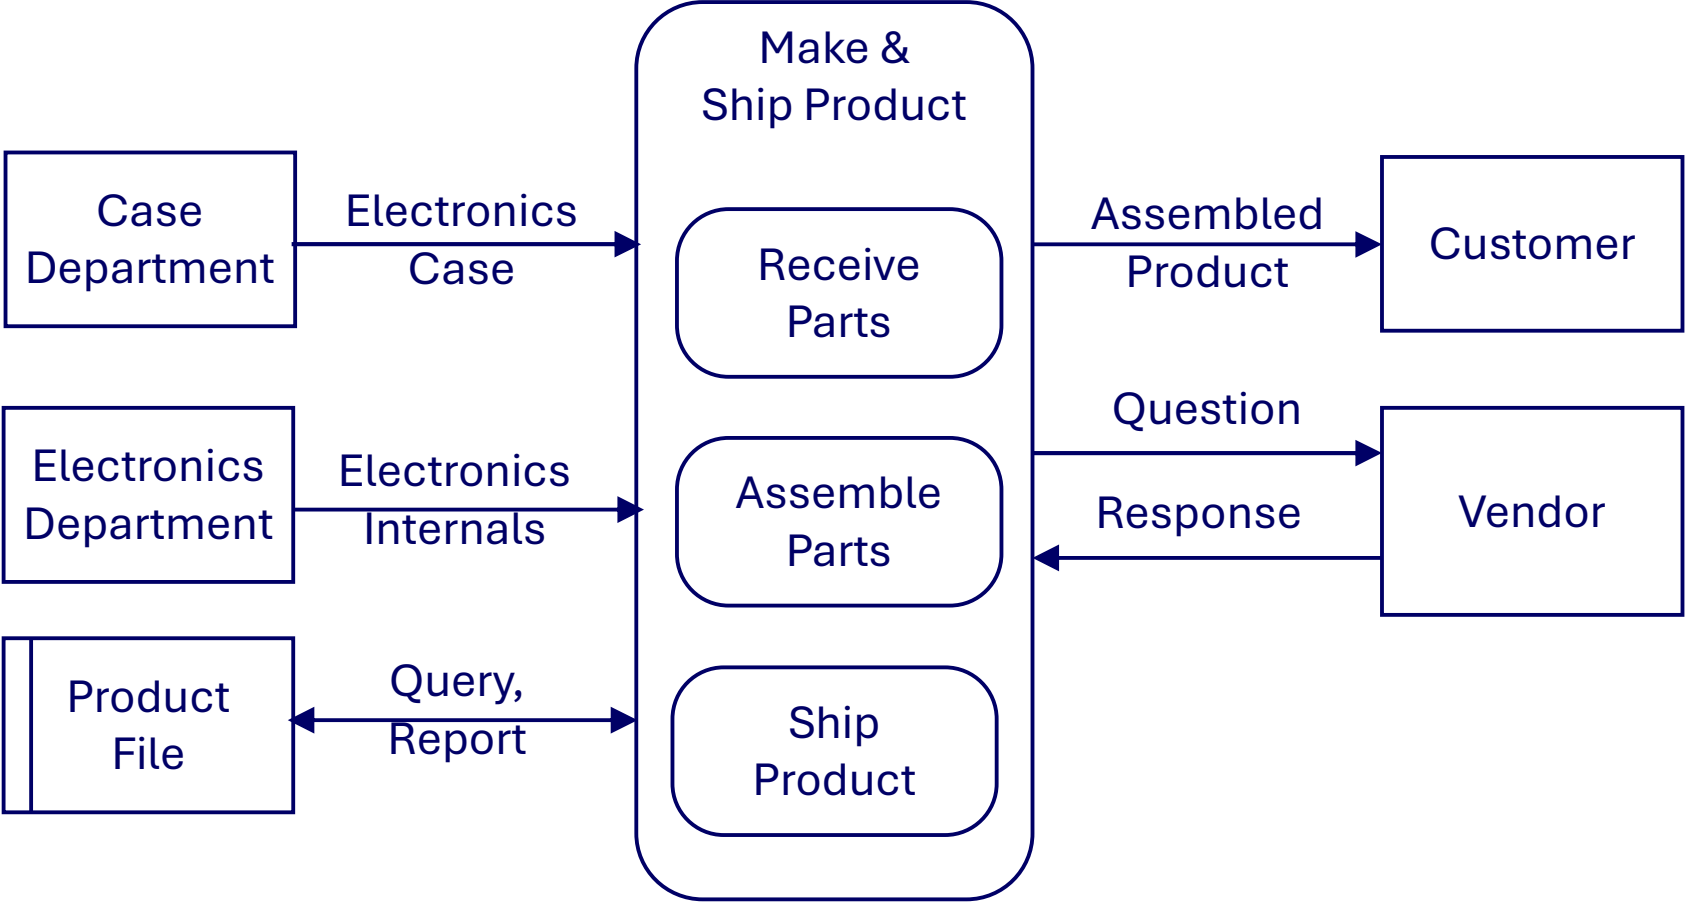 Make &
Ship Product
Case
Department
Electronics
Case
Receive
Parts
Assembled
Product
Customer
Electronics
Department
Electronics
Internals
Assemble
Parts
Question
Response
Vendor
Product
File
Query,
Report
Ship
Product